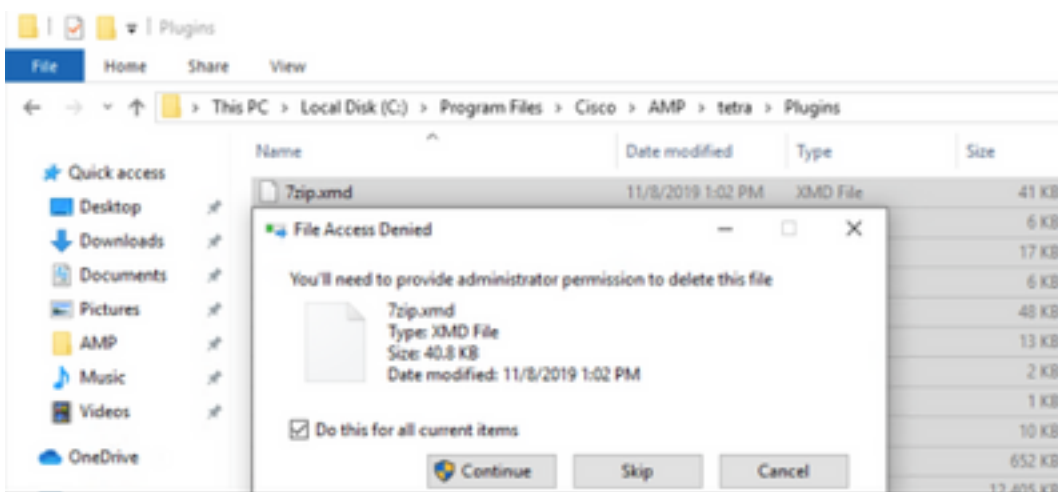 Plugins
File Home Share View
This PC > Local Disk (C:) > Program Files > Cisco > AMP > tetra > Plugins
Name Date modified Type Size
Quick access
Desktop
Downloads
Documents
Pictures
AMP
Music
Videos
OneDrive
7zip.xmd 11/8/2019 1:02 PM XMD File 41 KB
6 KB
17 KB
6 KB
48 KB
13 KB
2 KB
1 KB
10 KB
652 KB
12,405 KB
File Access Denied
You'll need to provide administrator permission to delete this file
7zip.xmd
Type: XMD File
Size: 40.8 KB
Date modified: 11/8/2019 1:02 PM
Do this for all current items
Continue Skip Cancel